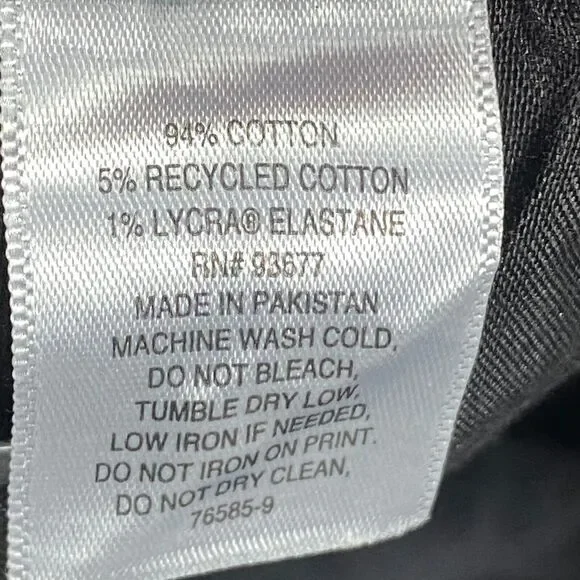 94% COTTON
5% RECYCLED COTTON
1% LYCRA® ELASTANE
RN# 93677
MADE IN PAKISTAN
MACHINE WASH COLD,
DO NOT BLEACH,
TUMBLE DRY LOW.
LOW IRON IF NEEDED,
DO NOT IRON ON PRINT.
DO NOT DRY CLEAN,
76585-9